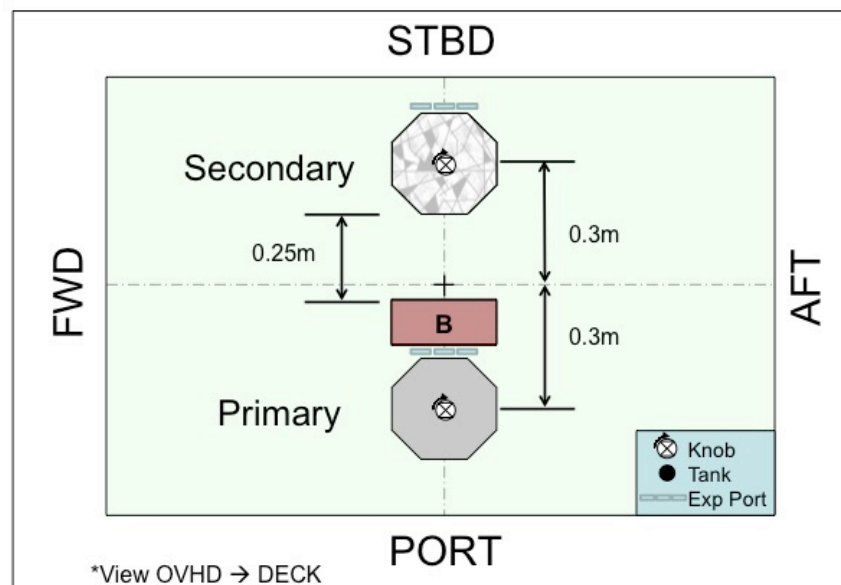 STBD
Secondary
0.25m
0.3m
FWD
AFT
B
0.3m
Primary
Knob
Tank
Exp Port
PORT
*View OVHD → DECK